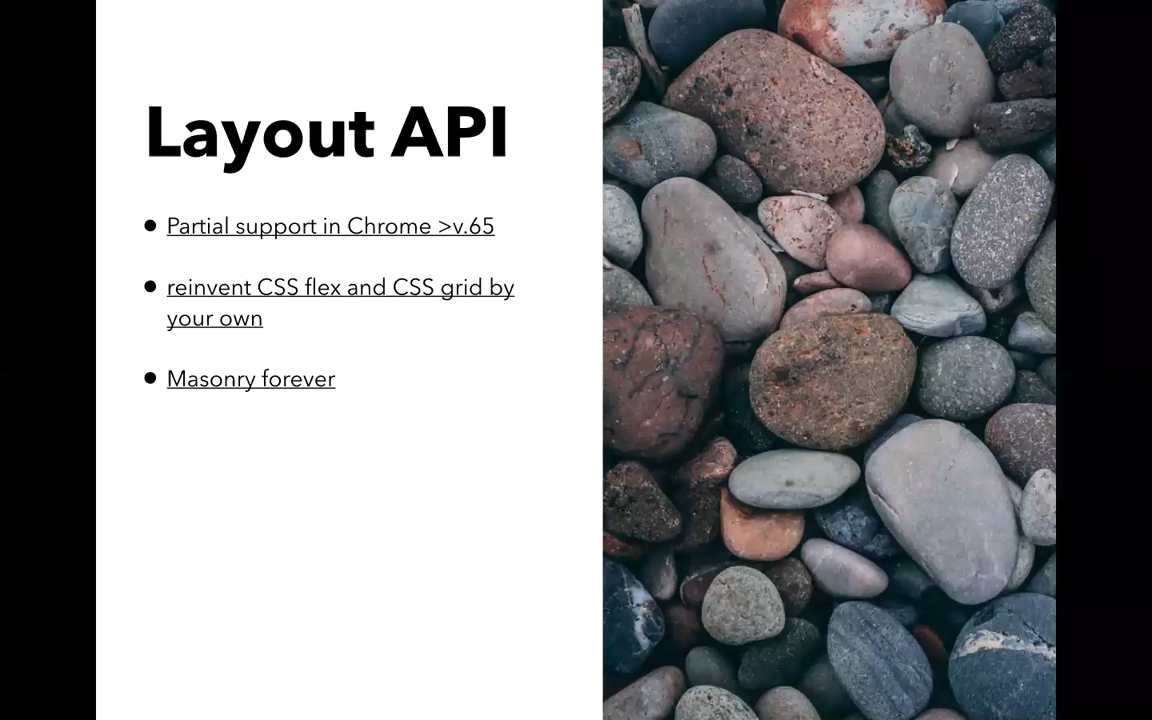 Layout API
Partial support in Chrome >v.65
reinvent CSS flex and CSS grid by
your own
Masonry forever